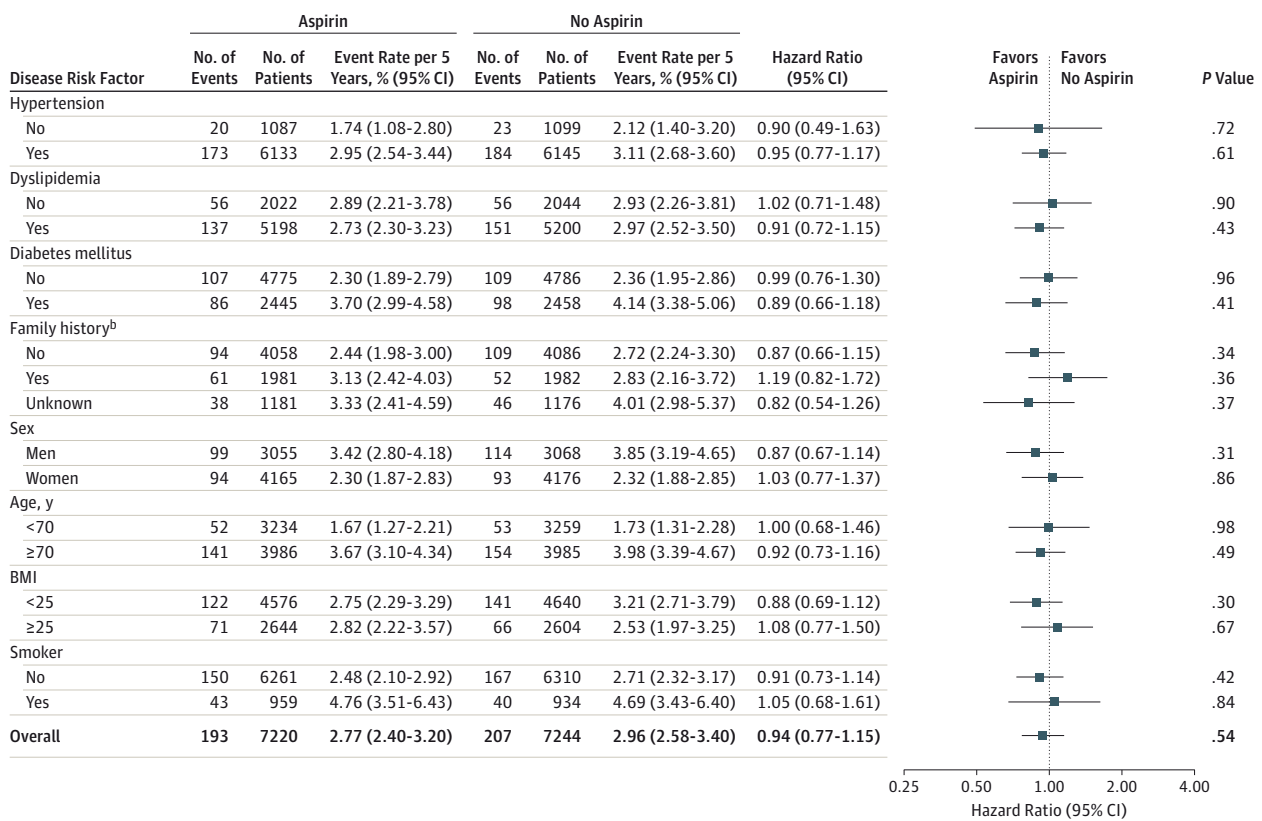 Aspirin No Aspirin
No. of No. of Event Rate per 5 No. of No. of Event Rate per 5 Hazard Ratio Favors Favors
Disease Risk Factor Events Patients Years, % (95% CI) Events Patients Years, % (95% CI) (95% CI) Aspirin No Aspirin P Value
Hypertension
No 20 1087 1.74 (1.08-2.80) 23 1099 2.12 (1.40-3.20) 0.90 (0.49-1.63) .72
Yes 173 6133 2.95 (2.54-3.44) 184 6145 3.11 (2.68-3.60) 0.95 (0.77-1.17) .61
Dyslipidemia
No 56 2022 2.89 (2.21-3.78) 56 2044 2.93 (2.26-3.81) 1.02 (0.71-1.48) .90
Yes 137 5198 2.73 (2.30-3.23) 151 5200 2.97 (2.52-3.50) 0.91 (0.72-1.15) .43
Diabetes mellitus
No 107 4775 2.30 (1.89-2.79) 109 4786 2.36 (1.95-2.86) 0.99 (0.76-1.30) .96
Yes 86 2445 3.70 (2.99-4.58) 98 2458 4.14 (3.38-5.06) 0.89 (0.66-1.18) .41
Family historyb
No 94 4058 2.44 (1.98-3.00) 109 4086 2.72 (2.24-3.30) 0.87 (0.66-1.15) .34
Yes 61 1981 3.13 (2.42-4.03) 52 1982 2.83 (2.16-3.72) 1.19 (0.82-1.72) .36
Unknown 38 1181 3.33 (2.41-4.59) 46 1176 4.01 (2.98-5.37) 0.82 (0.54-1.26) .37
Sex
Men 99 3055 3.42 (2.80-4.18) 114 3068 3.85 (3.19-4.65) 0.87 (0.67-1.14) .31
Women 94 4165 2.30 (1.87-2.83) 93 4176 2.32 (1.88-2.85) 1.03 (0.77-1.37) .86
Age, y
<70 52 3234 1.67 (1.27-2.21) 53 3259 1.73 (1.31-2.28) 1.00 (0.68-1.46) .98
≥70 141 3986 3.67 (3.10-4.34) 154 3985 3.98 (3.39-4.67) 0.92 (0.73-1.16) .49
BMI
<25 122 4576 2.75 (2.29-3.29) 141 4640 3.21 (2.71-3.79) 0.88 (0.69-1.12) .30
≥25 71 2644 2.82 (2.22-3.57) 66 2604 2.53 (1.97-3.25) 1.08 (0.77-1.50) .67
Smoker
No 150 6261 2.48 (2.10-2.92) 167 6310 2.71 (2.32-3.17) 0.91 (0.73-1.14) .42
Yes 43 959 4.76 (3.51-6.43) 40 934 4.69 (3.43-6.40) 1.05 (0.68-1.61) .84
Overall 193 7220 2.77 (2.40-3.20) 207 7244 2.96 (2.58-3.40) 0.94 (0.77-1.15) .54
0.25 0.50 1.00 2.00 4.00
Hazard Ratio (95% CI)